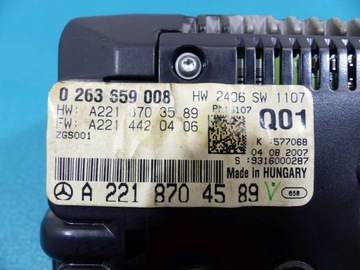 0 263 659 008 HW 2406 SW 1107
HW: A221 870 35 89 Q01
FW: A221 442 04 06 K :577068
ZGS001 04 08 2007
S :9316000287
Made in HUNGARY
A 221 870 45 89 V 658